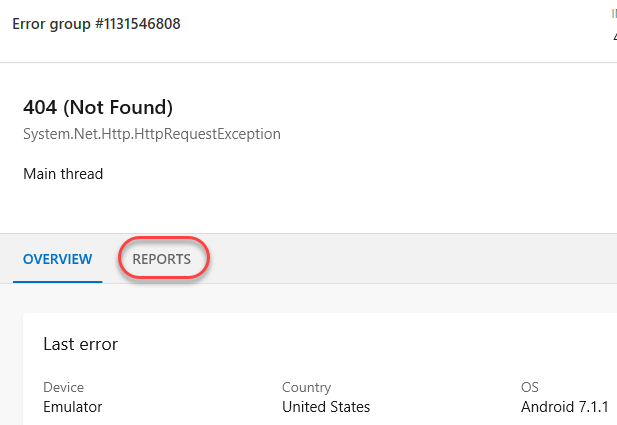 Error group #1131546808
404 (Not Found)
System.Net.Http.HttpRequestException
Main thread
OVERVIEW REPORTS
Last error
Device Country OS
Emulator United States Android 7.1.1